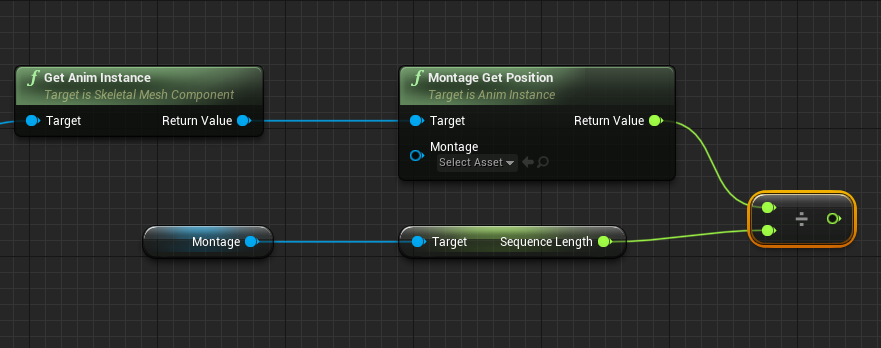 f Get Anim Instance
Target is Skeletal Mesh Component
Target
Return Value
f Montage Get Position
Target is Anim Instance
Target
Return Value
Montage
Select Asset
÷
Montage
Target
Sequence Length